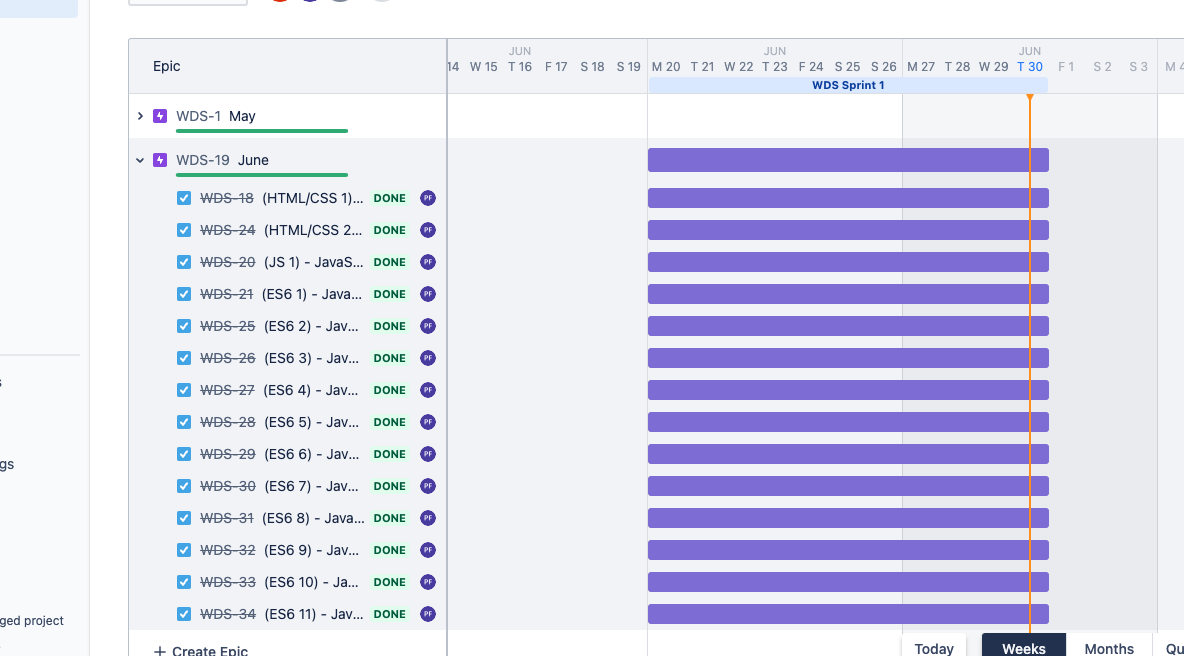 Epic
JUN JUN JUN
14 W 15 T 16 F 17 S 18 S 19 M 20 T 21 W 22 T 23 F 24 S 25 S 26 M 27 T 28 W 29 T 30 F 1 S 2 S 3 M 4
WDS Sprint 1
WDS-1 May
WDS-19 June
WDS-18 (HTML/CSS 1)... DONE PF
WDS-24 (HTML/CSS 2... DONE PF
WDS-20 (JS 1) - JavaS... DONE PF
WDS-21 (ES6 1) - Java... DONE PF
WDS-25 (ES6 2) - Jav... DONE PF
WDS-26 (ES6 3) - Jav... DONE PF
WDS-27 (ES6 4) - Jav... DONE PF
WDS-28 (ES6 5) - Jav... DONE PF
WDS-29 (ES6 6) - Jav... DONE PF
WDS-30 (ES6 7) - Jav... DONE PF
WDS-31 (ES6 8) - Java... DONE PF
WDS-32 (ES6 9) - Jav... DONE PF
WDS-33 (ES6 10) - Ja... DONE PF
WDS-34 (ES6 11) - Jav... DONE PF
+ Create Epic
Today Weeks Months Qu
s
gs
ged project